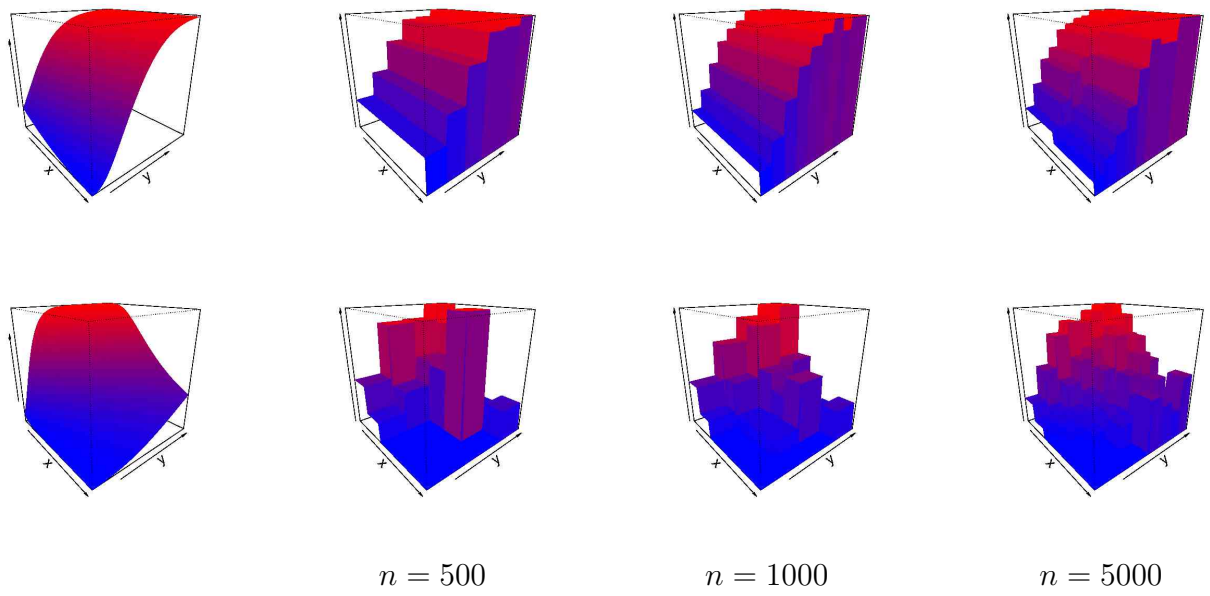 x y x y x y x y
x y x y x y x y
n = 500 n = 1000 n = 5000